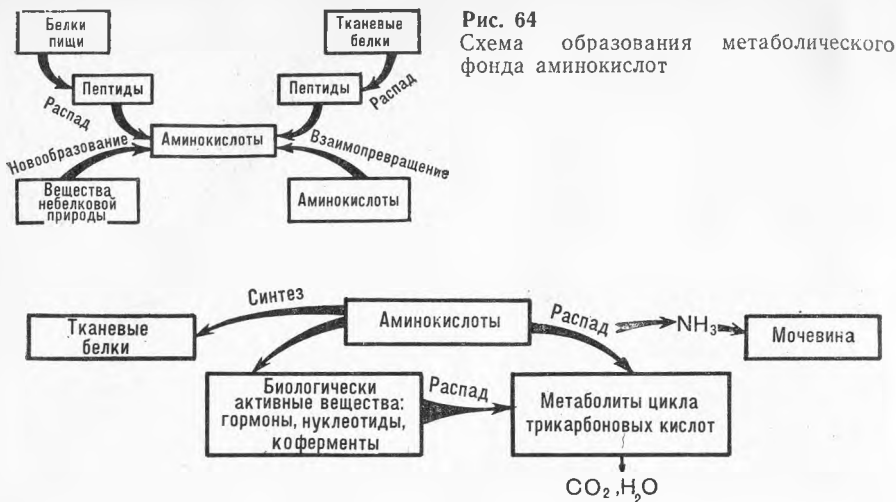 Рис. 64
Схема образования метаболического
фонда аминокислот
Белки
пищи
Тканевые
белки
Распад
Пептиды
Пептиды
Распад
Аминокислоты
Новообразование
Взаимопревращение
Вещества
небелковой
природы
Аминокислоты
Синтез
Аминокислоты
Распад
NH₃
Мочевина
Тканевые
белки
Биологически
активные вещества:
гормоны, нуклеотиды,
коферменты
Распад
Метаболиты цикла
трикарбоновых кислот
CO₂,H₂O